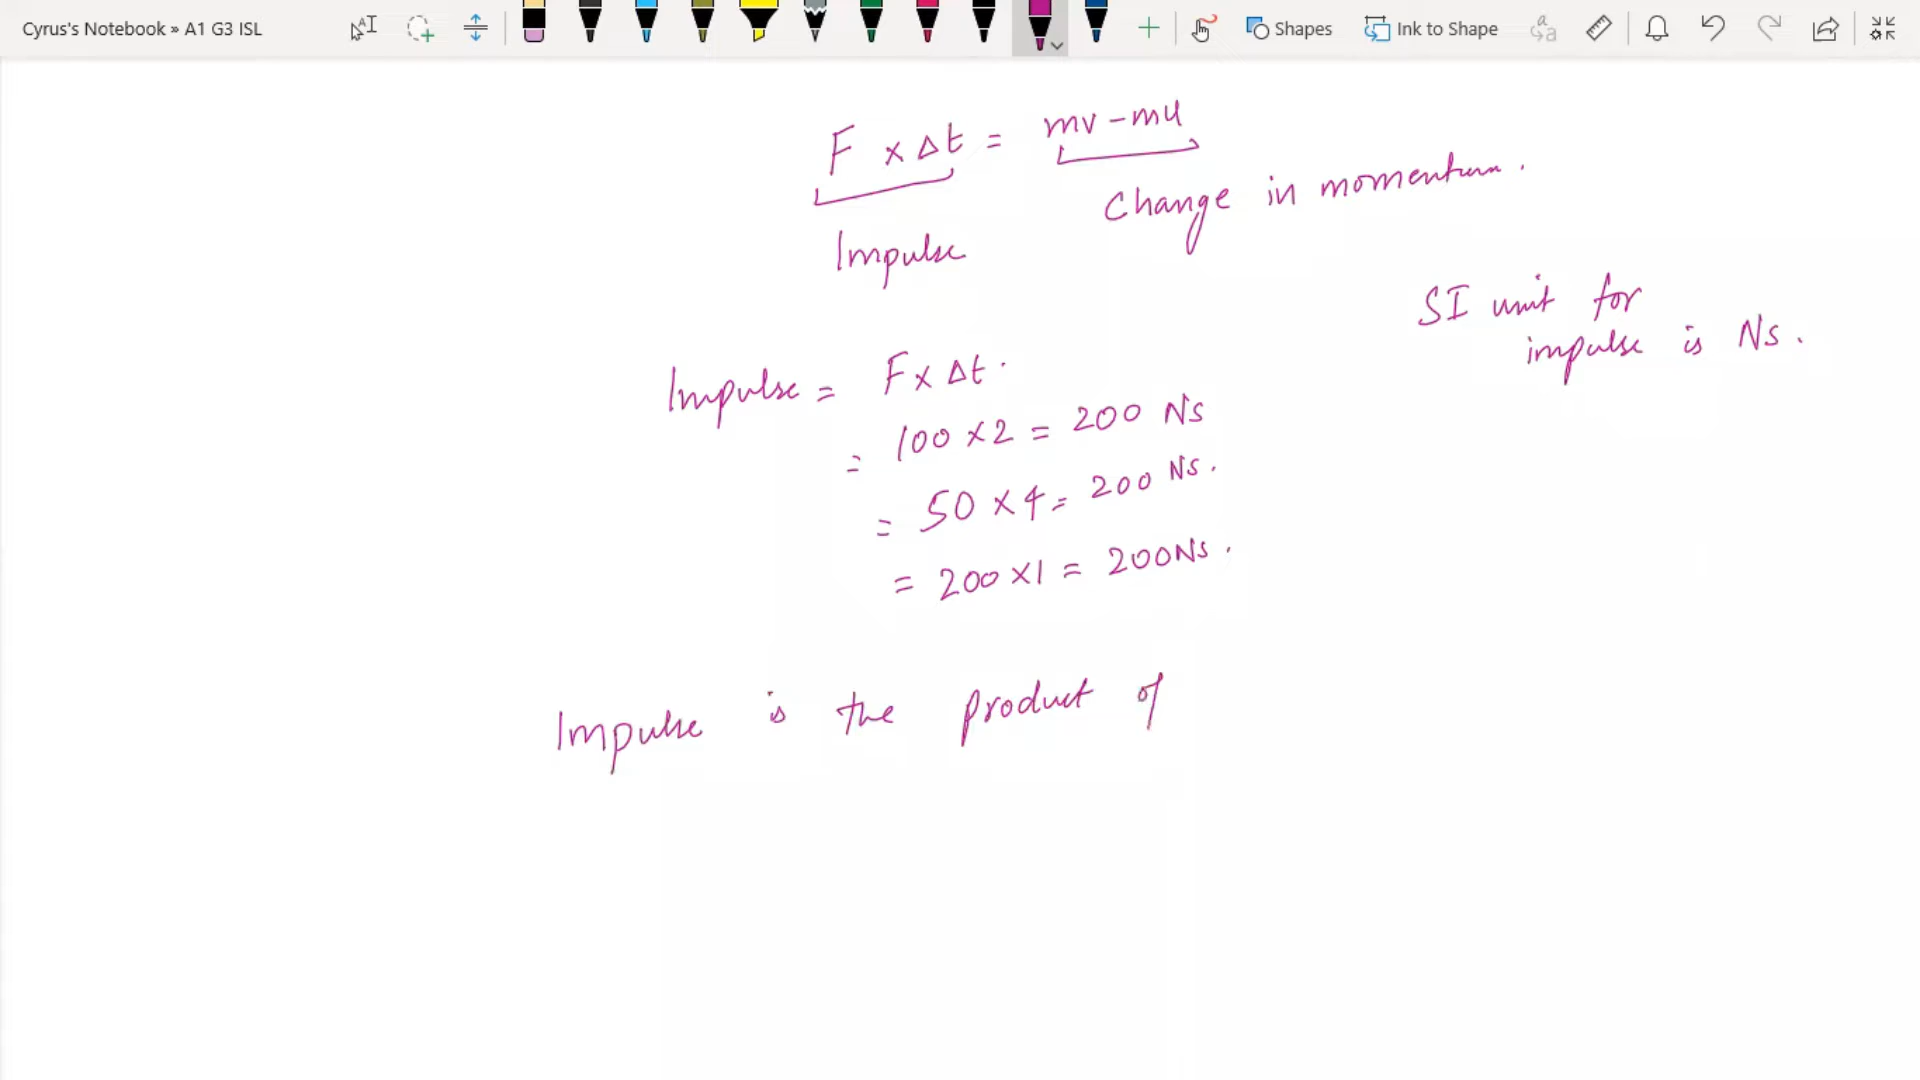 Cyrus's Notebook » A1 G3 ISL
Shapes
Ink to Shape
F × Δt = mv - mu
Impulse
Change in momentum.
SI unit for
impulse is Ns.
Impulse = F × Δt.
= 100 × 2 = 200 Ns
= 50 × 4 = 200 Ns.
= 200 × 1 = 200Ns.
Impulse is the product of